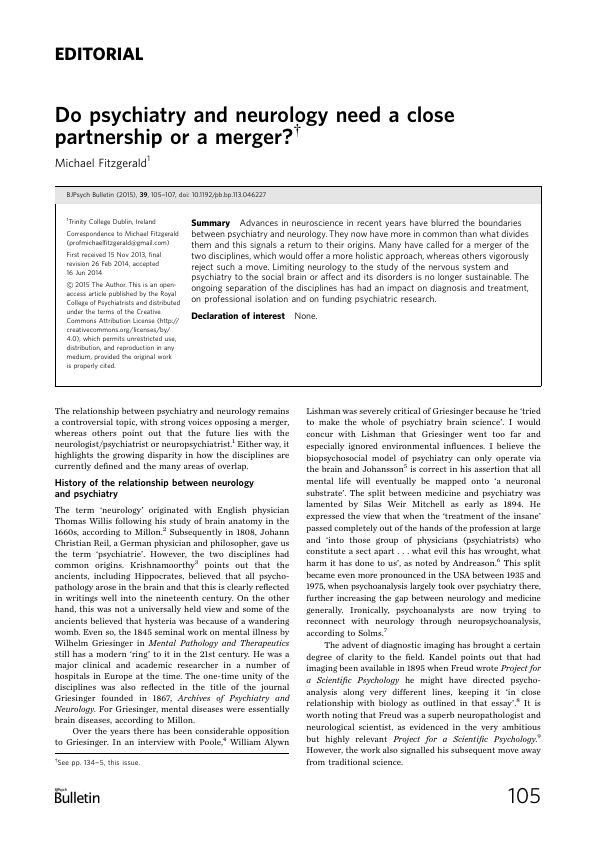 EDITORIAL
Do psychiatry and neurology need a close
partnership or a merger?†
Michael Fitzgerald1
BJPsych Bulletin (2015), 39, 105–107, doi: 10.1192/pb.bp.113.046227
1Trinity College Dublin, Ireland
Correspondence to Michael Fitzgerald
(profmichaelfitzgerald@gmail.com)
First received 15 Nov 2013, final
revision 26 Feb 2014, accepted
16 Jun 2014
© 2015 The Author. This is an open-
access article published by the Royal
College of Psychiatrists and distributed
under the terms of the Creative
Commons Attribution License (http://
creativecommons.org/licenses/by/
4.0), which permits unrestricted use,
distribution, and reproduction in any
medium, provided the original work
is properly cited.
Summary Advances in neuroscience in recent years have blurred the boundaries
between psychiatry and neurology. They now have more in common than what divides
them and this signals a return to their origins. Many have called for a merger of the
two disciplines, which would offer a more holistic approach, whereas others vigorously
reject such a move. Limiting neurology to the study of the nervous system and
psychiatry to the social brain or affect and its disorders is no longer sustainable. The
ongoing separation of the disciplines has had an impact on diagnosis and treatment,
on professional isolation and on funding psychiatric research.
Declaration of interest None.
The relationship between psychiatry and neurology remains
a controversial topic, with strong voices opposing a merger,
whereas others point out that the future lies with the
neurologist/psychiatrist or neuropsychiatrist.1 Either way, it
highlights the growing disparity in how the disciplines are
currently defined and the many areas of overlap.
History of the relationship between neurology
and psychiatry
The term ‘neurology’ originated with English physician
Thomas Willis following his study of brain anatomy in the
1660s, according to Millon.2 Subsequently in 1808, Johann
Christian Reil, a German physician and philosopher, gave us
the term ‘psychiatrie’. However, the two disciplines had
common origins. Krishnamoorthy3 points out that the
ancients, including Hippocrates, believed that all psycho-
pathology arose in the brain and that this is clearly reflected
in writings well into the nineteenth century. On the other
hand, this was not a universally held view and some of the
ancients believed that hysteria was because of a wandering
womb. Even so, the 1845 seminal work on mental illness by
Wilhelm Griesinger in Mental Pathology and Therapeutics
still has a modern ‘ring’ to it in the 21st century. He was a
major clinical and academic researcher in a number of
hospitals in Europe at the time. The one-time unity of the
disciplines was also reflected in the title of the journal
Griesinger founded in 1867, Archives of Psychiatry and
Neurology. For Griesinger, mental diseases were essentially
brain diseases, according to Millon.
Over the years there has been considerable opposition
to Griesinger. In an interview with Poole,4 William Alwyn
†See pp. 134–5, this issue.
Lishman was severely critical of Griesinger because he ‘tried
to make the whole of psychiatry brain science’. I would
concur with Lishman that Griesinger went too far and
especially ignored environmental influences. I believe the
biopsychosocial model of psychiatry can only operate via
the brain and Johansson5 is correct in his assertion that all
mental life will eventually be mapped onto ‘a neuronal
substrate’. The split between medicine and psychiatry was
lamented by Silas Weir Mitchell as early as 1894. He
expressed the view that when the ‘treatment of the insane’
passed completely out of the hands of the profession at large
and ‘into those of group of physicians (psychiatrists) who
constitute a sect apart . . . what evil this has wrought, what
harm it has done to us’, as noted by Andreason.6 This split
became even more pronounced in the USA between 1935 and
1975, when psychoanalysis largely took over psychiatry there,
further increasing the gap between neurology and medicine
generally. Ironically, psychoanalysts are now trying to
reconnect with neurology through neuropsychoanalysis,
according to Solms.7
The advent of diagnostic imaging has brought a certain
degree of clarity to the field. Kandel points out that had
imaging been available in 1895 when Freud wrote Project for
a Scientific Psychology he might have directed psycho-
analysis along very different lines, keeping it ‘in close
relationship with biology as outlined in that essay’.8 It is
worth noting that Freud was a superb neuropathologist and
neurological scientist, as evidenced in the very ambitious
but highly relevant Project for a Scientific Psychology.9
However, the work also signalled his subsequent move away
from traditional science.
BJPsych
Bulletin
105